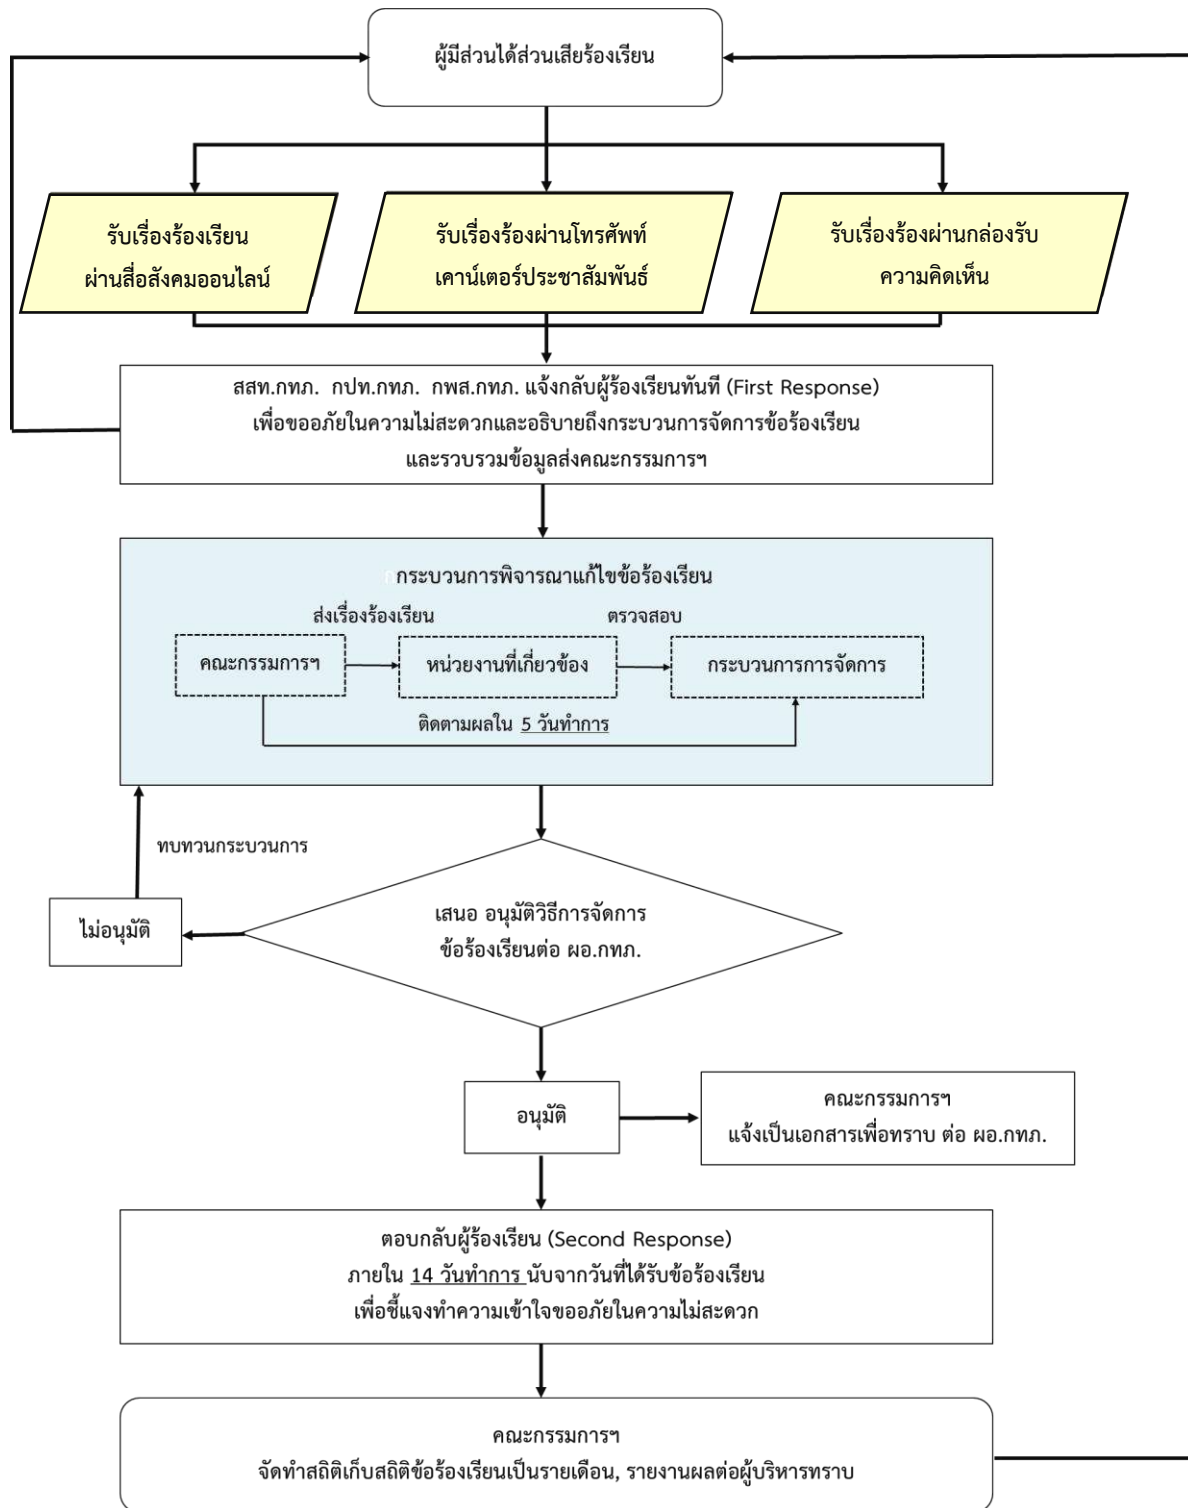 ผู้มีส่วนได้ส่วนเสียร้องเรียน
รับเรื่องร้องเรียน
ผ่านสื่อสังคมออนไลน์
รับเรื่องร้องผ่านโทรศัพท์
เคาน์เตอร์ประชาสัมพันธ์
รับเรื่องร้องผ่านกล่องรับ
ความคิดเห็น
สสท.กทภ. กปท.กทภ. กพส.กทภ. แจ้งกลับผู้ร้องเรียนทันที (First Response)
เพื่อขออภัยในความไม่สะดวกและอธิบายถึงกระบวนการจัดการข้อร้องเรียน
และรวบรวมข้อมูลส่งคณะกรรมการฯ
กระบวนการพิจารณาแก้ไขข้อร้องเรียน
ส่งเรื่องร้องเรียน
ตรวจสอบ
คณะกรรมการฯ
หน่วยงานที่เกี่ยวข้อง
กระบวนการการจัดการ
ติดตามผลใน 5 วันทำการ
ทบทวนกระบวนการ
ไม่อนุมัติ
เสนอ อนุมัติวิธีการจัดการ
ข้อร้องเรียนต่อ ผอ.กทภ.
อนุมัติ
คณะกรรมการฯ
แจ้งเป็นเอกสารเพื่อทราบ ต่อ ผอ.กทภ.
ตอบกลับผู้ร้องเรียน (Second Response)
ภายใน 14 วันทำการ นับจากวันที่ได้รับข้อร้องเรียน
เพื่อชี้แจงทำความเข้าใจขออภัยในความไม่สะดวก
คณะกรรมการฯ
จัดทำสถิติเก็บสถิติข้อร้องเรียนเป็นรายเดือน, รายงานผลต่อผู้บริหารทราบ